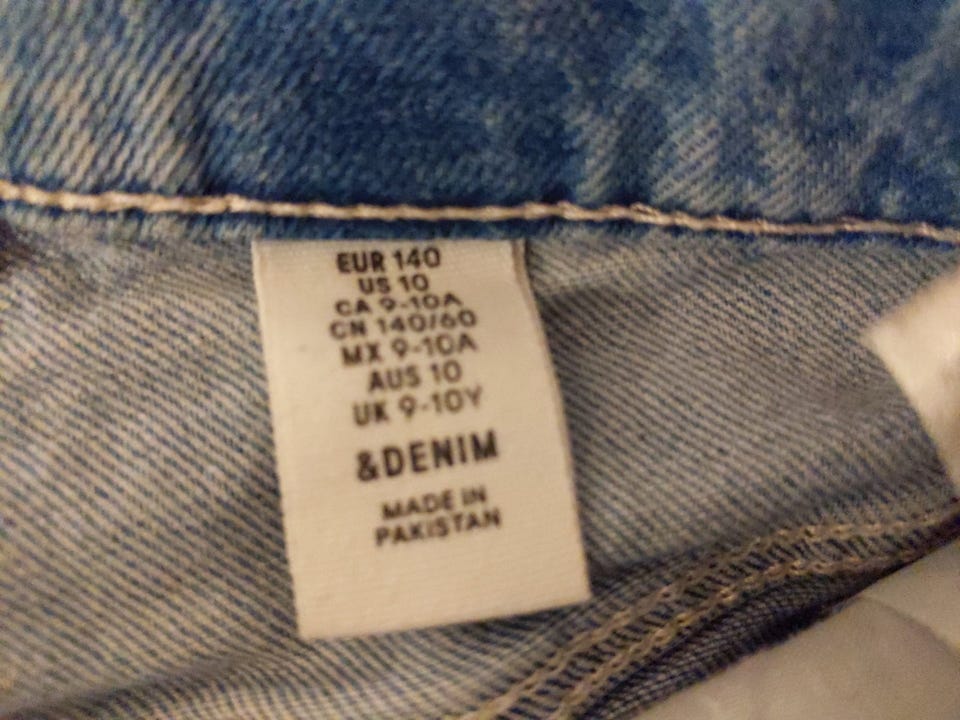 EUR 140
US 10
CA 9-10A
CN 140/60
MX 9-10A
AUS 10
UK 9-10Y
&DENIM
MADE IN
PAKISTAN